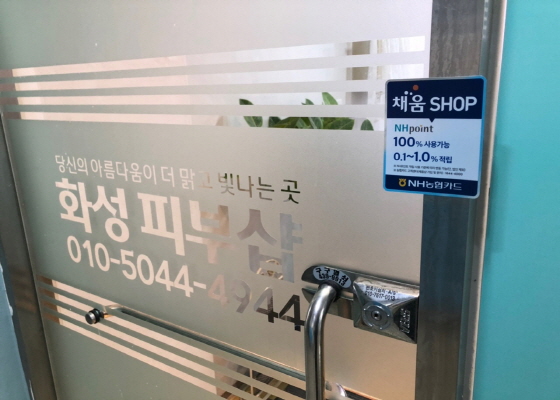 당신의 아름다움이 더 맑고 빛나는 곳
화성 피부샵
010-5044-4944
채움 SHOP
NHpoint
100% 사용가능
0.1~1.0% 적립
NH농협카드